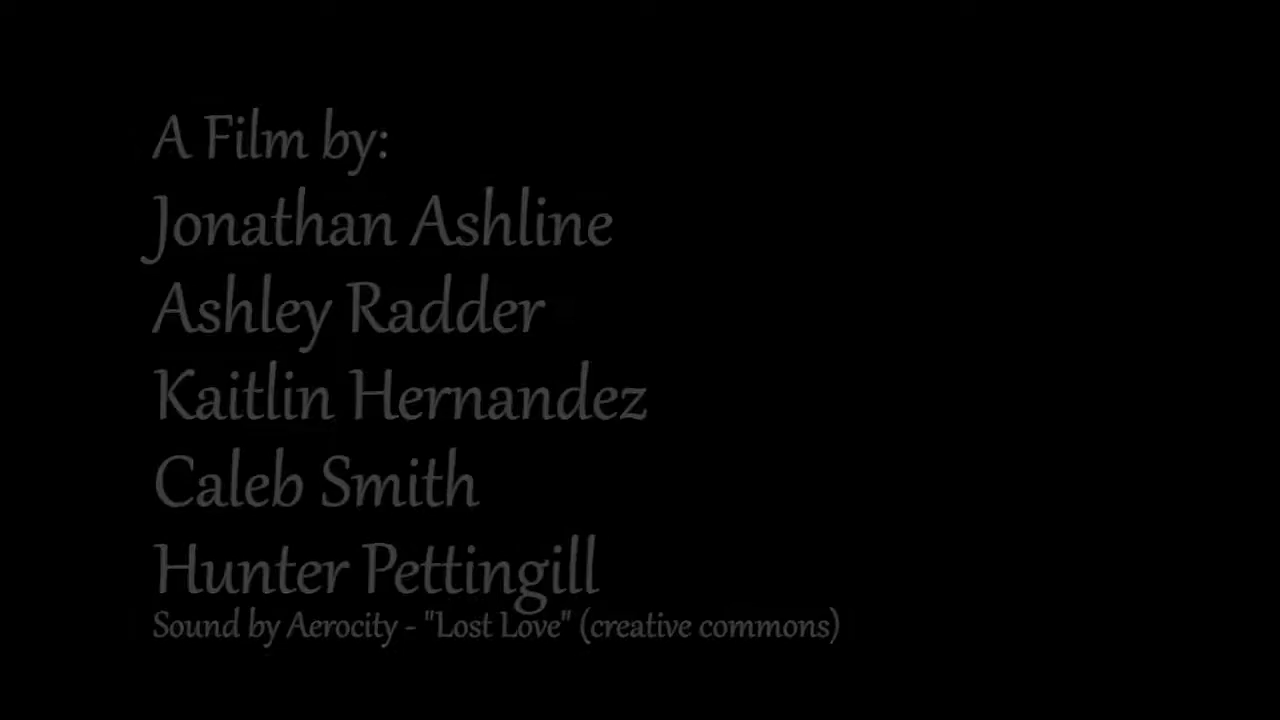 A Film by:
Jonathan Ashline
Ashley Radder
Kaitlin Hernandez
Caleb Smith
Hunter Pettingill
Sound by Aerocity - "Lost Love" (creative commons)